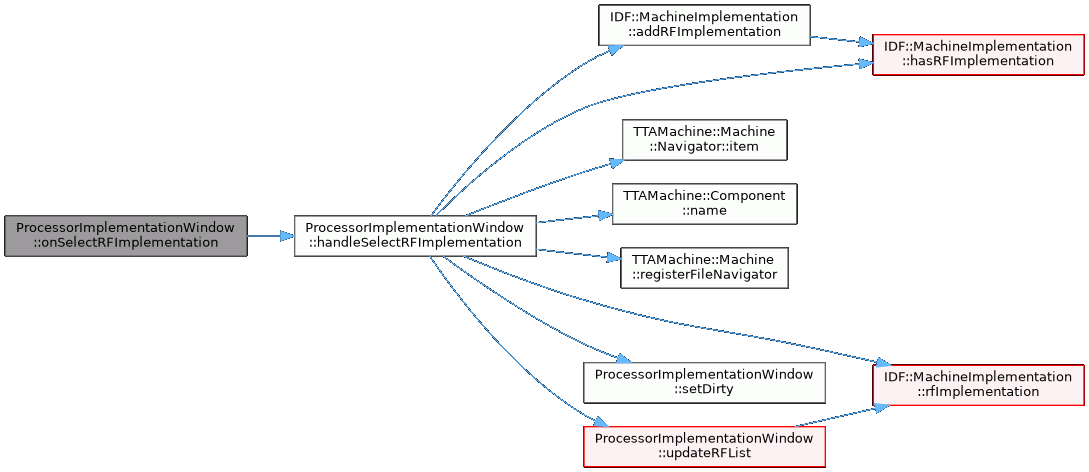 ProcessorImplementationWindow
::onSelectRFImplementation
ProcessorImplementationWindow
::handleSelectRFImplementation
IDF::MachineImplementation
::addRFImplementation
IDF::MachineImplementation
::hasRFImplementation
TTAMachine::Machine
::Navigator::item
TTAMachine::Component
::name
TTAMachine::Machine
::registerFileNavigator
ProcessorImplementationWindow
::setDirty
IDF::MachineImplementation
::rfImplementation
ProcessorImplementationWindow
::updateRFList